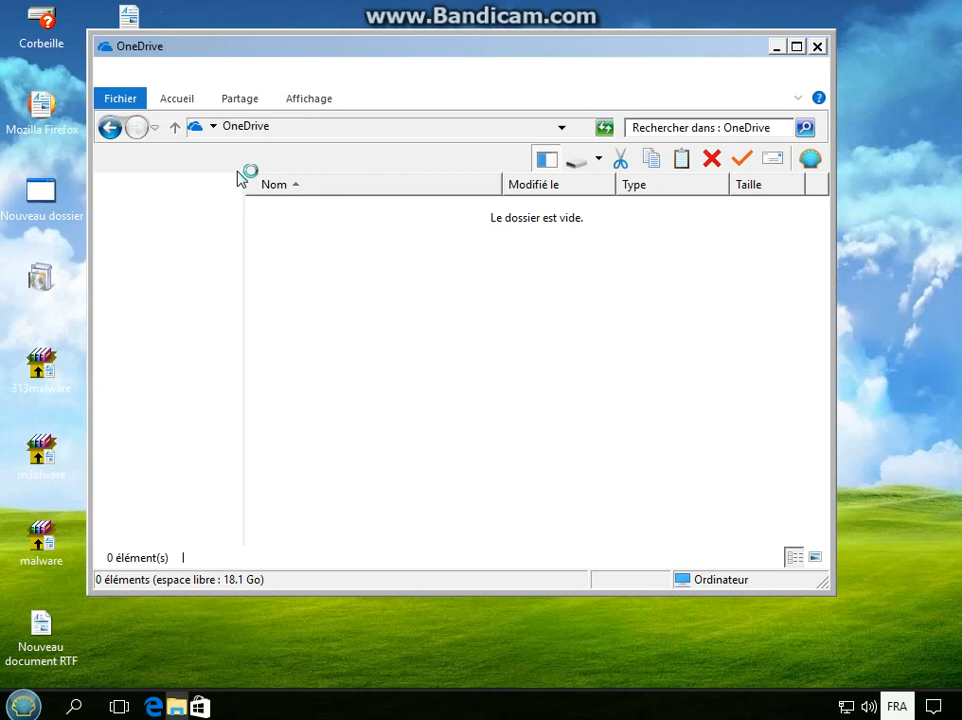 www.Bandicam.com
Corbeille
OneDrive
Fichier
Accueil
Partage
Affichage
OneDrive
Rechercher dans : OneDrive
Mozilla Firefox
Nom
Modifié le
Type
Taille
Nouveau dossier
Le dossier est vide.
313malware
malware
0 élément(s)
malware
0 éléments (espace libre : 18.1 Go)
Ordinateur
Nouveau
document RTF
FRA